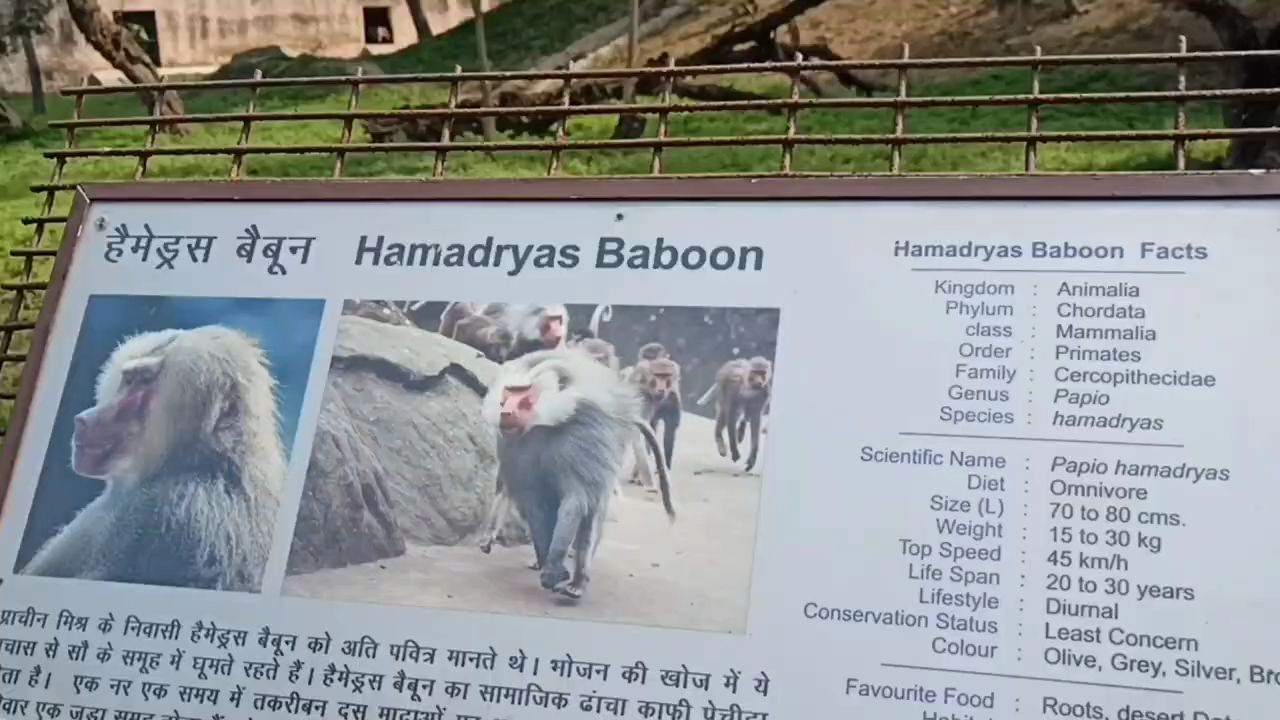 हैमेड्रस बैबून Hamadryas Baboon
Hamadryas Baboon Facts
Kingdom : Animalia
Phylum : Chordata
class : Mammalia
Order : Primates
Family : Cercopithecidae
Genus : Papio
Species : hamadryas
Scientific Name : Papio hamadryas
Diet : Omnivore
Size (L) : 70 to 80 cms.
Weight : 15 to 30 kg
Top Speed : 45 km/h
Life Span : 20 to 30 years
Lifestyle : Diurnal
Conservation Status : Least Concern
Colour : Olive, Grey, Silver,
Favourite Food : Roots, desert
प्राचीन मिश्र के निवासी हैमेड्रस बैबून को अति पवित्र मानते थे। भोजन की खोज में ये
से सौ के समूह में घूमते रहते हैं। हैमेड्रस बैबून का सामाजिक ढांचा काफी
है। एक नर एक समय में तकरीबन दस